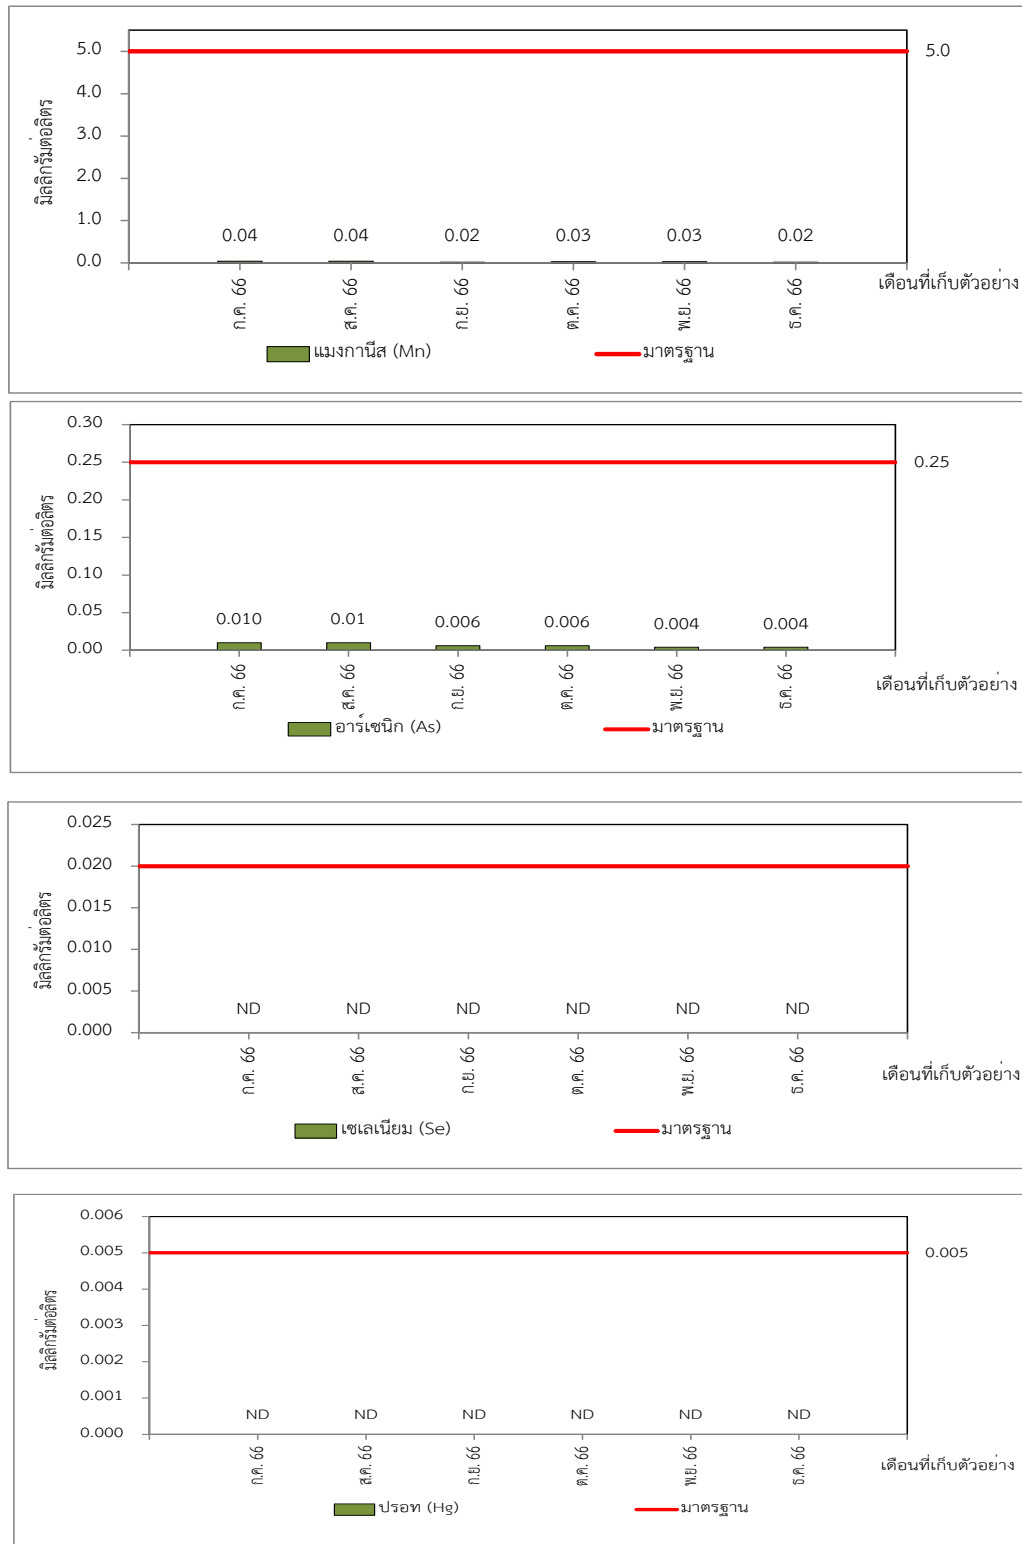 มิลลิกรัมต่อลิตร
5.0
4.0
3.0
2.0
1.0
0.0
5.0
0.04 0.04 0.02 0.03 0.03 0.02
ก.ค. 66 ส.ค. 66 ก.ย. 66 ต.ค. 66 พ.ย. 66 ธ.ค. 66
เดือนที่เก็บตัวอย่าง
แมงกานีส (Mn) มาตรฐาน
มิลลิกรัมต่อลิตร
0.30
0.25
0.20
0.15
0.10
0.05
0.00
0.25
0.010 0.01 0.006 0.006 0.004 0.004
ก.ค. 66 ส.ค. 66 ก.ย. 66 ต.ค. 66 พ.ย. 66 ธ.ค. 66
เดือนที่เก็บตัวอย่าง
อาร์เซนิก (As) มาตรฐาน
มิลลิกรัมต่อลิตร
0.025
0.020
0.015
0.010
0.005
0.000
ND ND ND ND ND ND
ก.ค. 66 ส.ค. 66 ก.ย. 66 ต.ค. 66 พ.ย. 66 ธ.ค. 66
เดือนที่เก็บตัวอย่าง
เซเลเนียม (Se) มาตรฐาน
มิลลิกรัมต่อลิตร
0.006
0.005
0.004
0.003
0.002
0.001
0.000
0.005
ND ND ND ND ND ND
ก.ค. 66 ส.ค. 66 ก.ย. 66 ต.ค. 66 พ.ย. 66 ธ.ค. 66
เดือนที่เก็บตัวอย่าง
ปรอท (Hg) มาตรฐาน